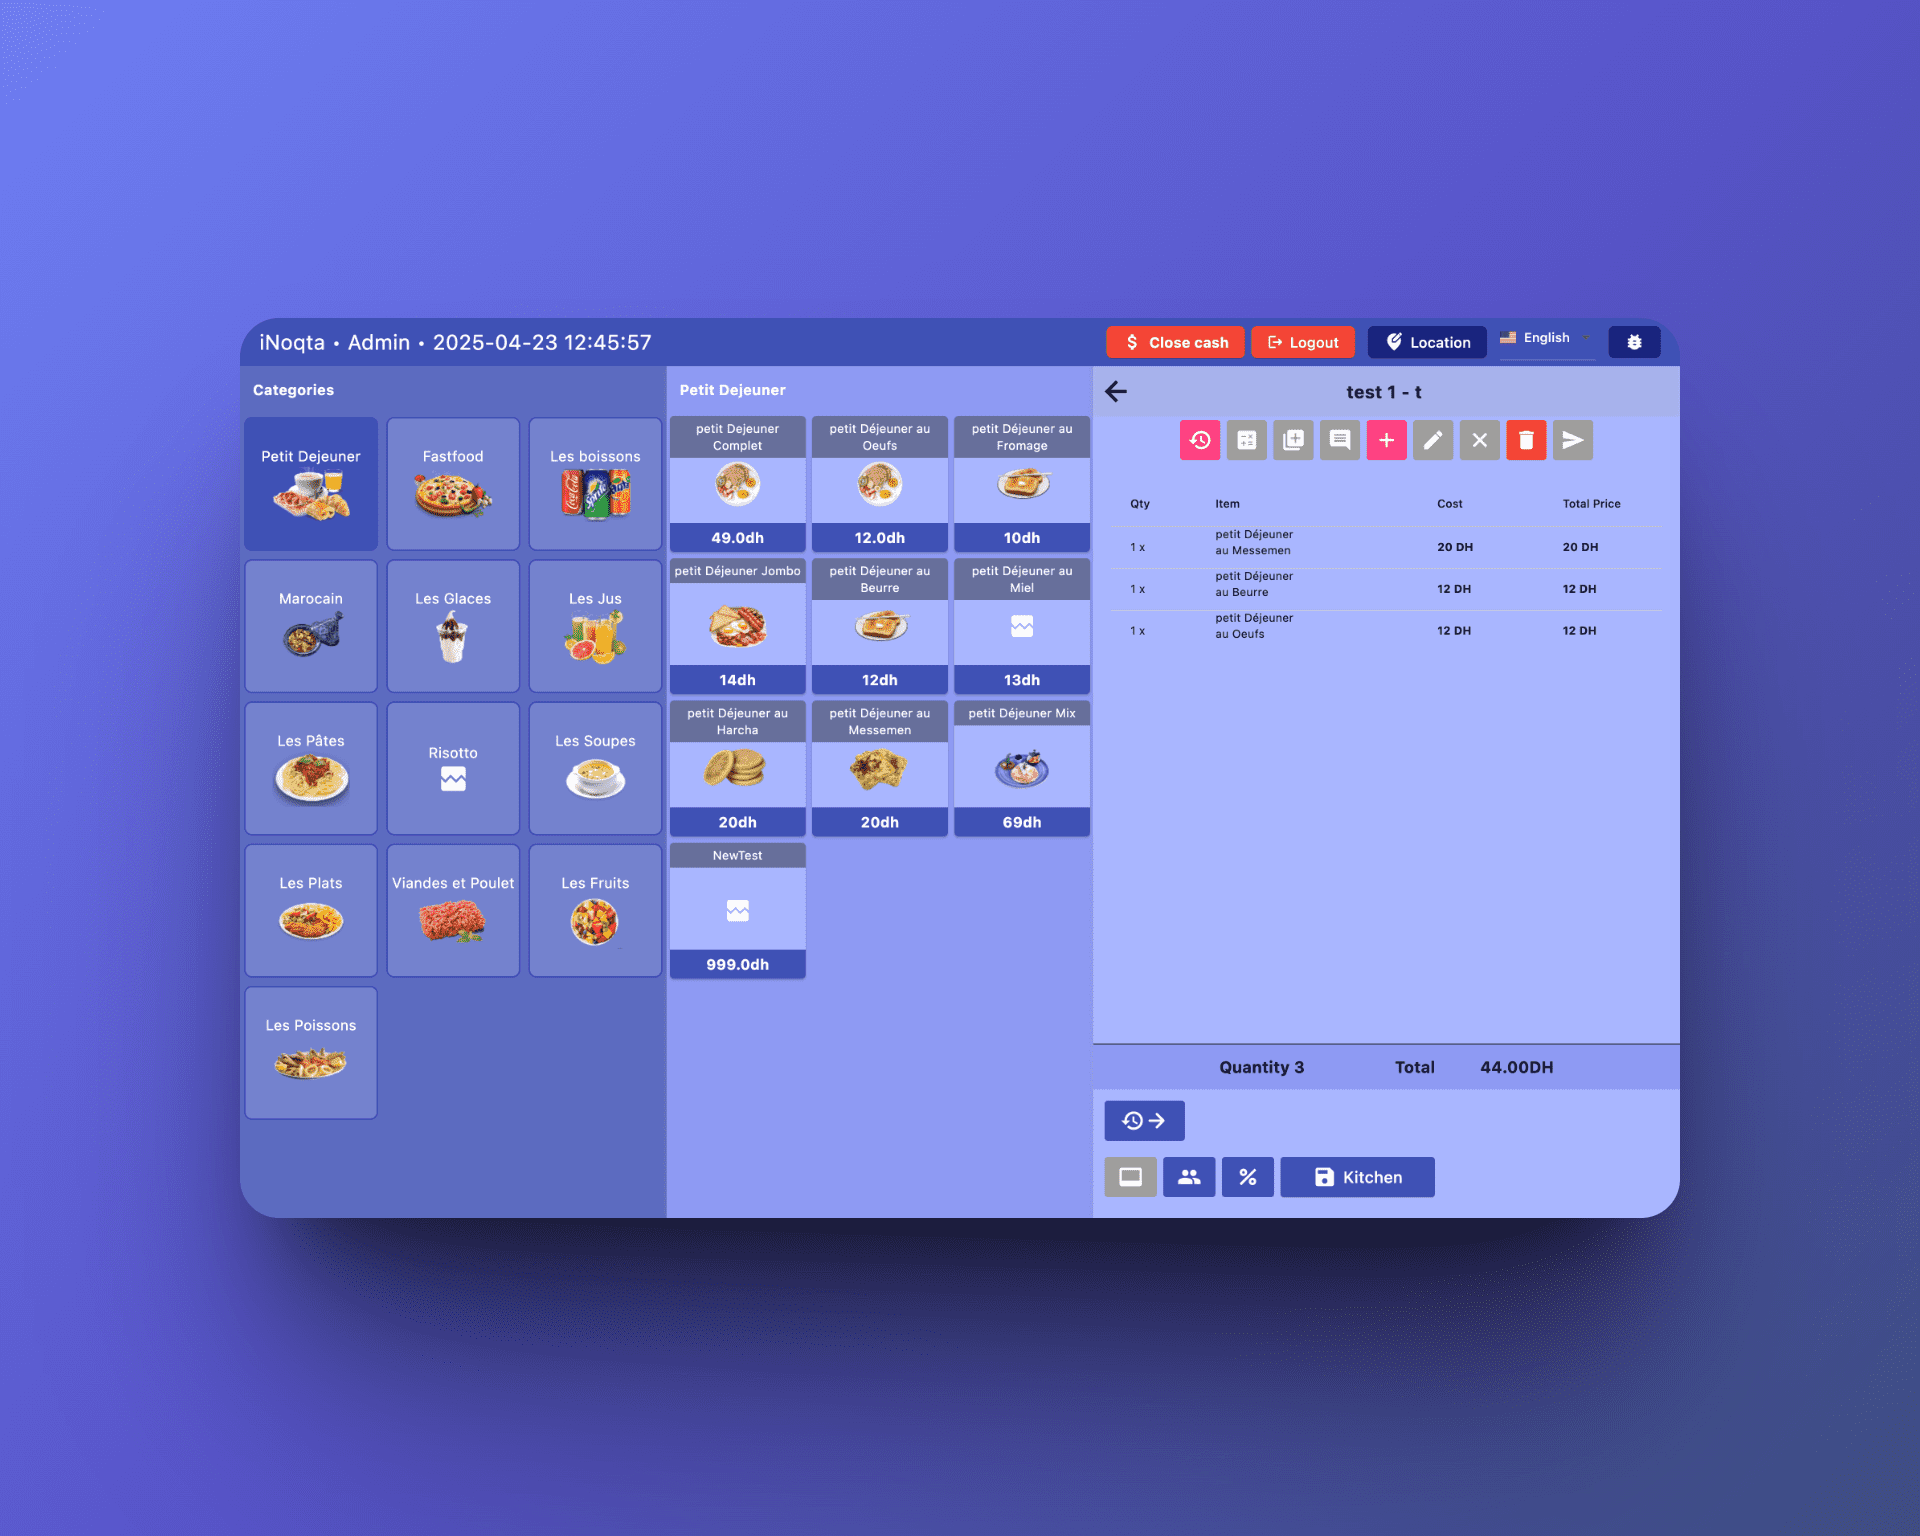 iNoqta • Admin • 2025-04-23 12:45:57
$ Close cash
Logout
Location
English
Categories
Petit Dejeuner
Fastfood
Les boissons
Marocain
Les Glaces
Les Jus
Les Pâtes
Risotto
Les Soupes
Les Plats
Viandes et Poulet
Les Fruits
Les Poissons
Petit Dejeuner
petit Dejeuner
Complet
49.0dh
petit Déjeuner au
Oeufs
12.0dh
petit Déjeuner au
Fromage
10dh
petit Déjeuner Jombo
14dh
petit Déjeuner au
Beurre
12dh
petit Déjeuner au
Miel
13dh
petit Déjeuner au
Harcha
20dh
petit Déjeuner au
Messemen
20dh
petit Déjeuner Mix
69dh
NewTest
999.0dh
test 1 - t
Qty Item Cost Total Price
1 x petit Déjeuner 20 DH 20 DH
au Messemen
1 x petit Déjeuner 12 DH 12 DH
au Beurre
1 x petit Déjeuner 12 DH 12 DH
au Oeufs
Quantity 3 Total 44.00DH
%
Kitchen